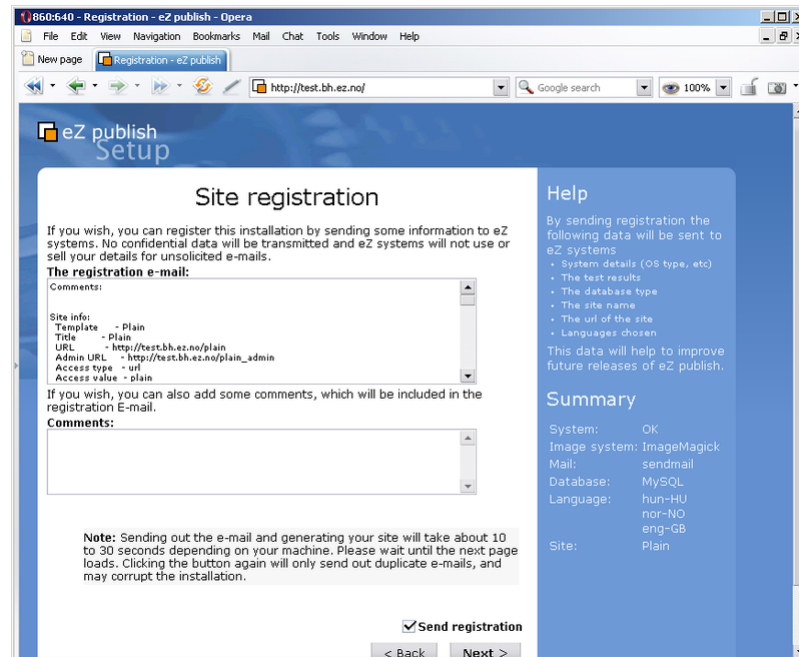 860:640 - Registration - eZ publish - Opera
File Edit View Navigation Bookmarks Mail Chat Tools Window Help
New page Registration - eZ publish
http://test.bh.ez.no/ Google search 100%
eZ publish
Setup
Site registration
If you wish, you can register this installation by sending some information to eZ
systems. No confidential data will be transmitted and eZ systems will not use or
sell your details for unsolicited e-mails.
The registration e-mail:
Comments:
Site info:
Template - Plain
Title - Plain
URL - http://test.bh.ez.no/plain
Admin URL - http://test.bh.ez.no/plain_admin
Access type - url
Access value - plain
If you wish, you can also add some comments, which will be included in the
registration E-mail.
Comments:
Note: Sending out the e-mail and generating your site will take about 10
to 30 seconds depending on your machine. Please wait until the next page
loads. Clicking the button again will only send out duplicate e-mails, and
may corrupt the installation.
Send registration
< Back Next >
Help
By sending registration the
following data will be sent to
eZ systems
• System details (OS type, etc)
• The test results
• The database type
• The site name
• The url of the site
• Languages chosen
This data will help to improve
future releases of eZ publish.
Summary
System: OK
Image system: ImageMagick
Mail: sendmail
Database: MySQL
Language: hun-HU
nor-NO
eng-GB
Site: Plain